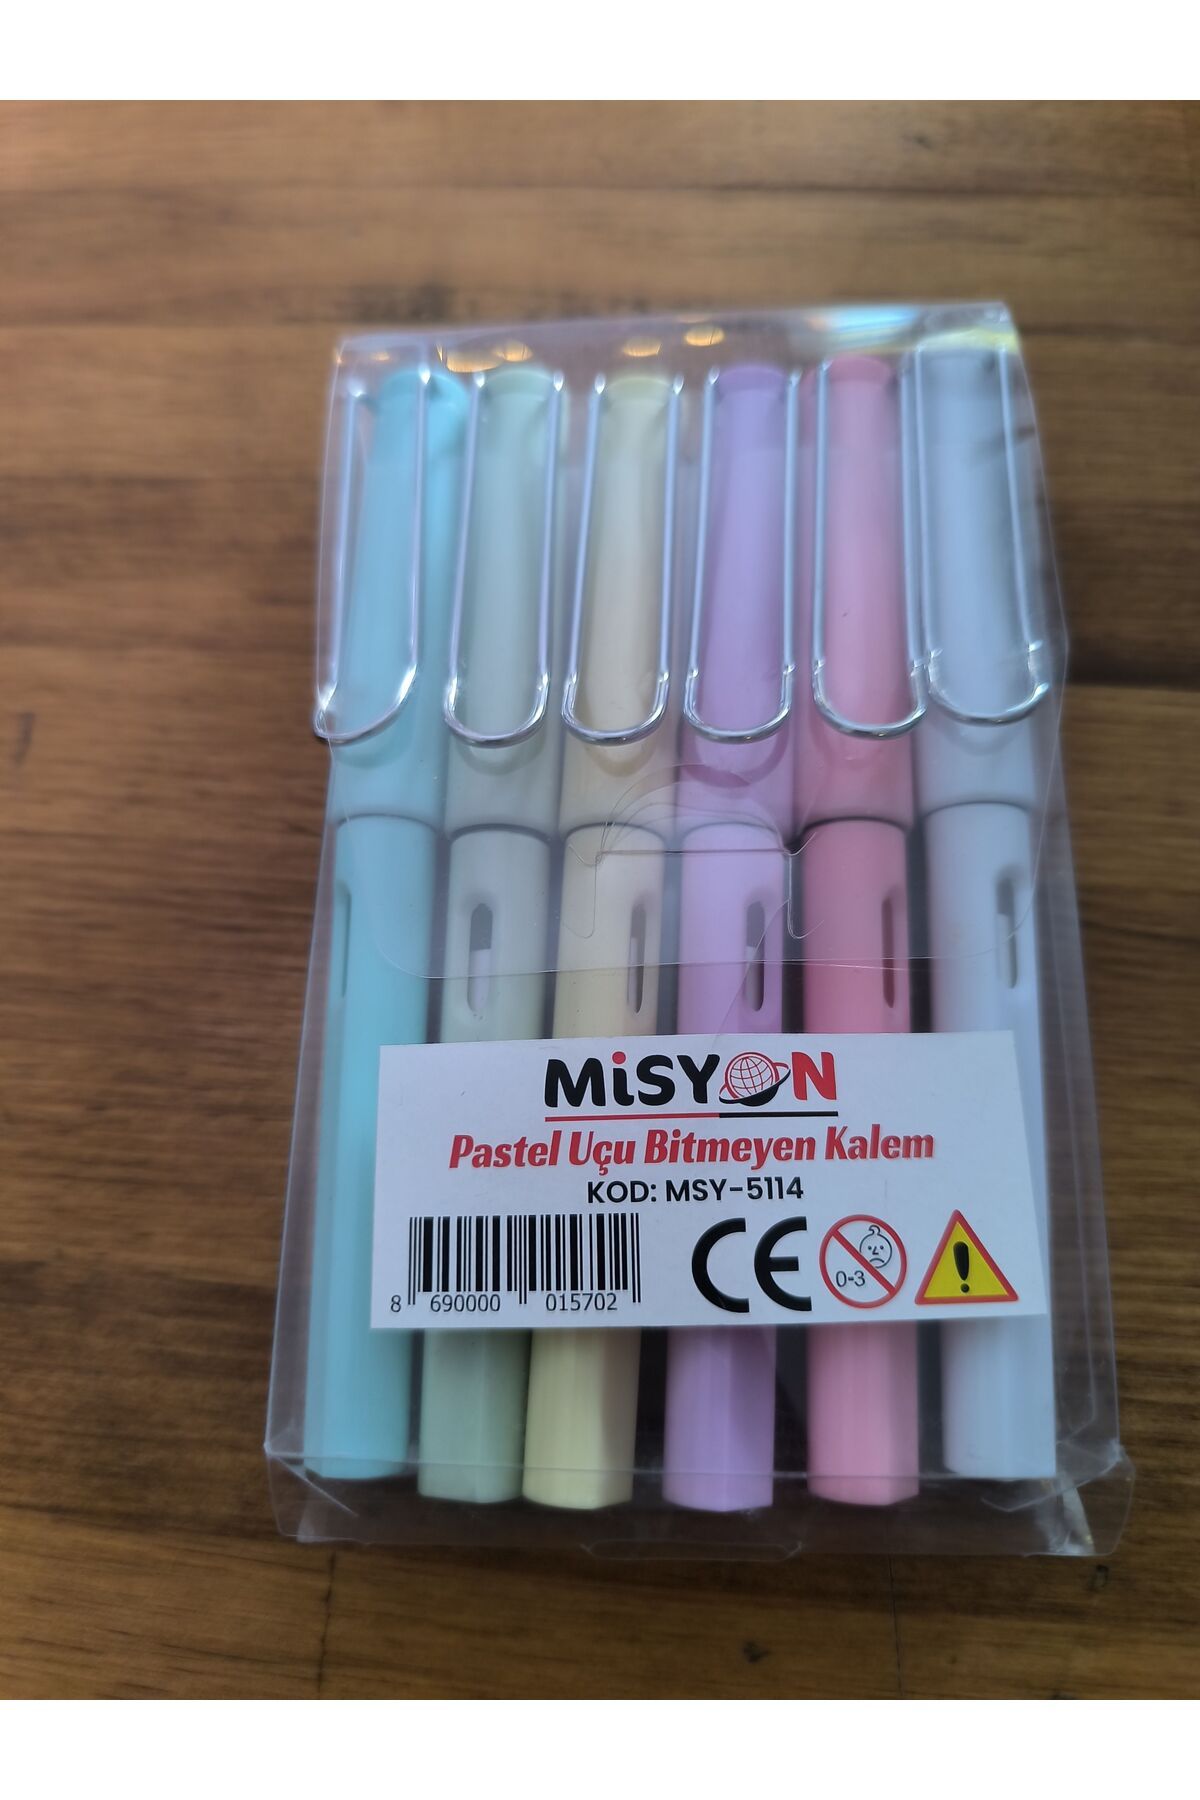 MiSYON
Pastel Uçu Bitmeyen Kalem
KOD: MSY-5114
8 690000 015702
CE
0-3